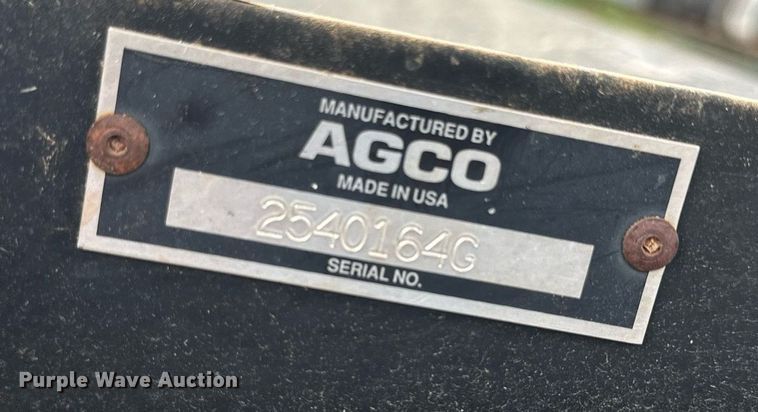 MANUFACTURED BY
AGCO
MADE IN USA
2540164G
SERIAL NO.
Purple Wave Auction